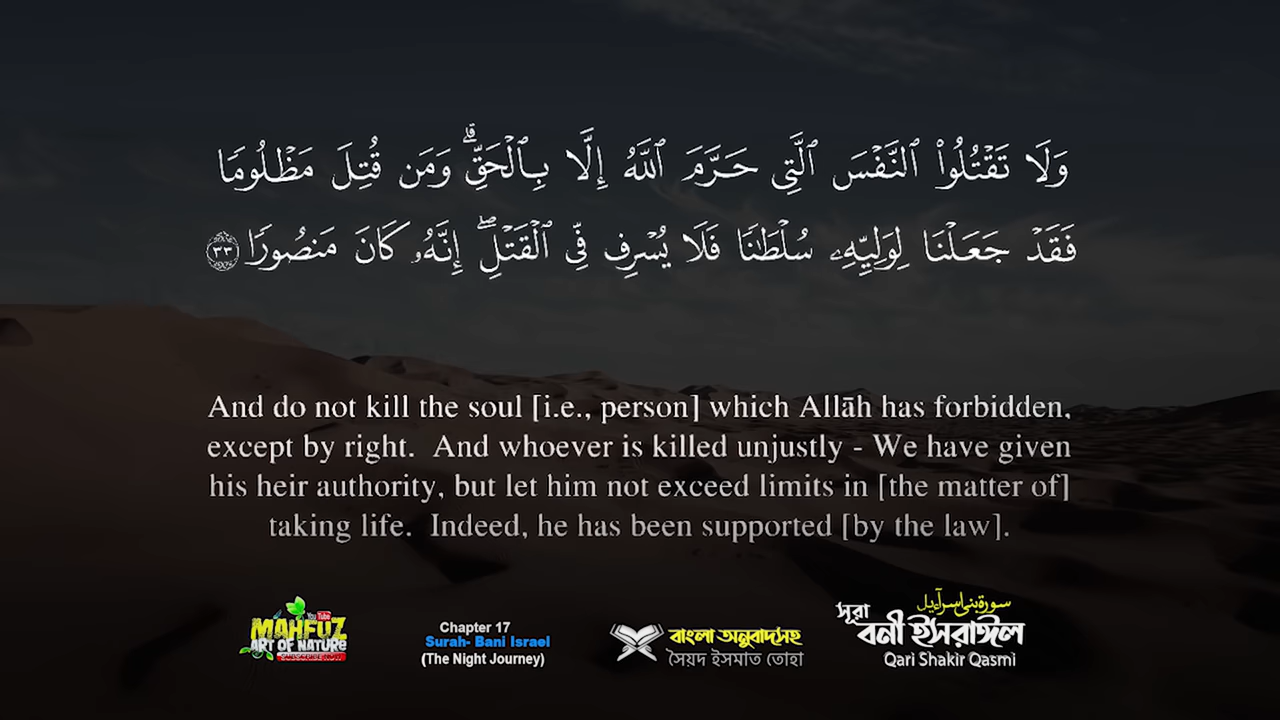 وَلَا تَقْتُلُوا۟ ٱلنَّفْسَ ٱلَّتِى حَرَّمَ ٱللَّهُ إِلَّا بِٱلْحَقِّ ۗ وَمَن قُتِلَ مَظْلُومًا
فَقَدْ جَعَلْنَا لِوَلِيِّهِۦ سُلْطَٰنًا فَلَا يُسْرِف فِّى ٱلْقَتْلِ ۖ إِنَّهُۥ كَانَ مَنصُورًا ٣٣
And do not kill the soul [i.e., person] which Allāh has forbidden,
except by right. And whoever is killed unjustly - We have given
his heir authority, but let him not exceed limits in [the matter of]
taking life. Indeed, he has been supported [by the law].
You Tube
MAHFUZ
ART OF NATURE
Chapter 17
Surah- Bani Israel
(The Night Journey)
বাংলা অনুবাদসহ
সৈয়দ ইসমাত তোহা
سورة بنی اسرآءیل
সূরা
বনী ইসরাঈল
Qari Shakir Qasmi